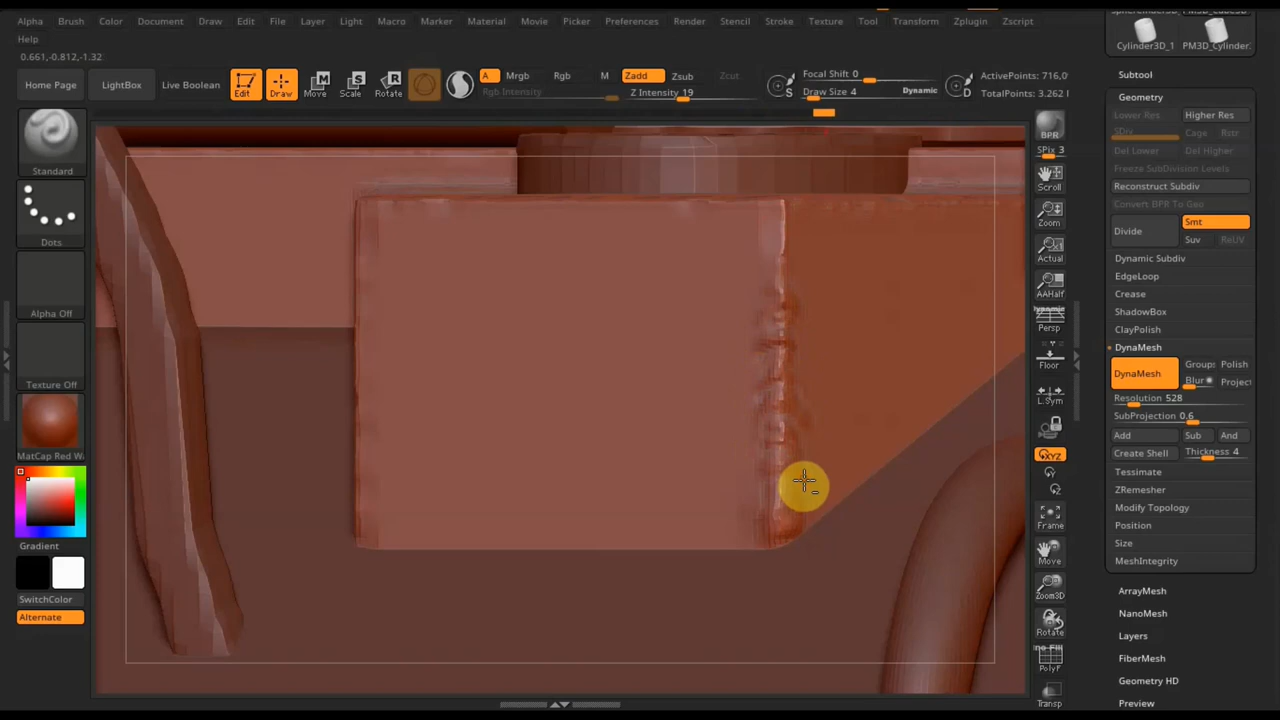 Alpha Brush Color Document Draw Edit File Layer Light Macro Marker Material Movie Picker Preferences Render Stencil Stroke Texture Tool Transform Zplugin Zscript
Help
0.661,-0.812,-1.32
Home Page
LightBox
Live Boolean
Edit
Draw
Move
Scale
Rotate
A
Mrgb
Rgb
M
Rgb Intensity
Zadd
Zsub
Zcut
Z Intensity 19
S
Focal Shift 0
Draw Size 4
Dynamic
D
ActivePoints: 716,0
TotalPoints: 3.262
Standard
Dots
Alpha Off
Texture Off
MatCap Red W
Gradient
SwitchColor
Alternate
BPR
SPix 3
Scroll
Zoom
Actual
AAHalf
Dynamic
Persp
Floor
L.Sym
XYZ
Y
Z
Frame
Move
Zoom3D
Rotate
PolyF
Transp
Cylinder3D_1
PM3D_Cylinder
Subtool
Geometry
Lower Res
Higher Res
SDiv
Cage
Rstr
Del Lower
Del Higher
Freeze SubDivision Levels
Reconstruct Subdiv
Convert BPR To Geo
Divide
Smt
Suv
ReUV
Dynamic Subdiv
EdgeLoop
Crease
ShadowBox
ClayPolish
DynaMesh
DynaMesh
Groups
Polish
Blur
Project
Resolution 528
SubProjection 0.6
Add
Sub
And
Create Shell
Thickness 4
Tessimate
ZRemesher
Modify Topology
Position
Size
MeshIntegrity
ArrayMesh
NanoMesh
Layers
FiberMesh
Geometry HD
Preview